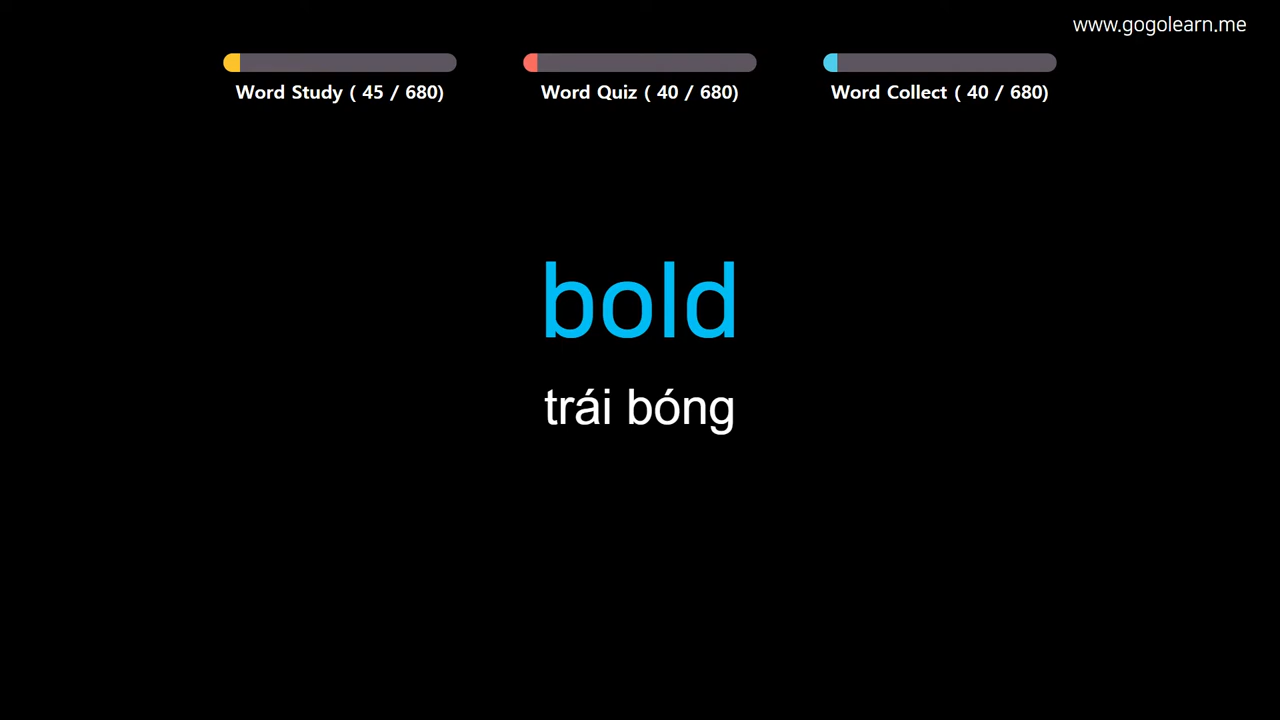 www.gogolearn.me
Word Study ( 45 / 680)
Word Quiz ( 40 / 680)
Word Collect ( 40 / 680)
bold
trái bóng